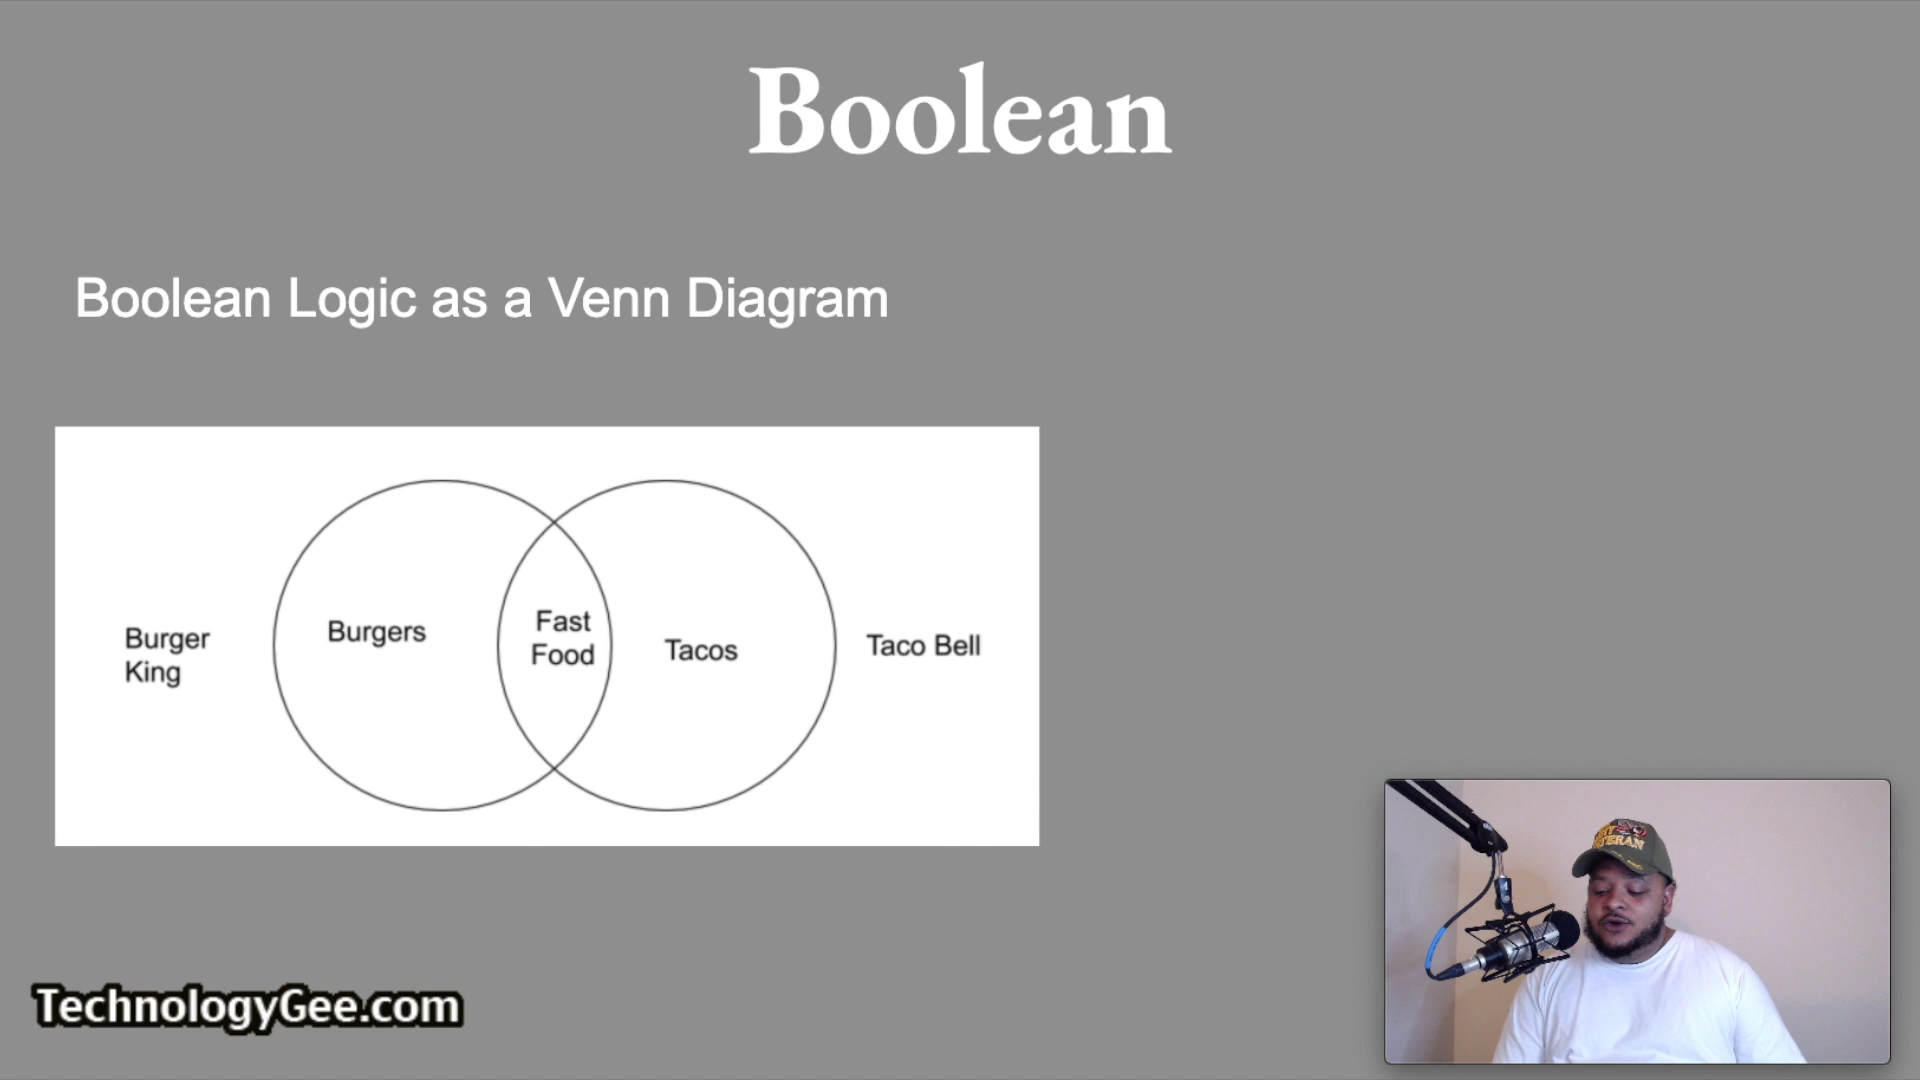 Boolean
Boolean Logic as a Venn Diagram
Burger
King
Burgers
Fast
Food
Tacos
Taco Bell
TechnologyGee.com